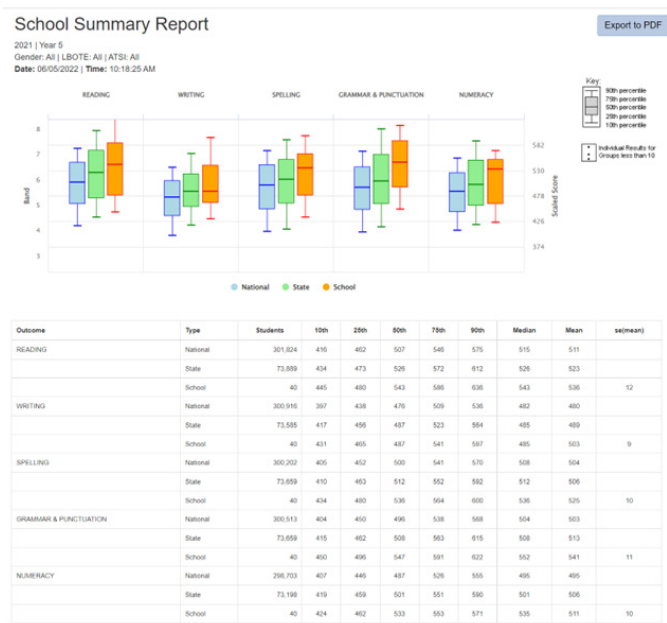 School Summary Report
Export to PDF
2021 | Year 5
Gender: All | LBOTE: All | ATSI: All
Date: 06/05/2022 | Time: 10:18:25 AM
Key:
90th percentile
75th percentile
50th percentile
25th percentile
10th percentile
Individual Results for
Groups less than 10
READING WRITING SPELLING GRAMMAR & PUNCTUATION NUMERACY
Band
8
7
6
5
4
3
Scaled Score
582
530
478
426
374
National State School
Outcome Type Students 10th 25th 50th 75th 90th Median Mean se(mean)
READING National 301,824 416 462 507 546 575 515 511
State 73,889 434 473 526 572 612 526 523
School 40 445 480 543 586 636 543 536 12
WRITING National 300,916 397 438 476 509 536 482 480
State 73,585 417 456 487 523 564 485 489
School 40 431 465 487 541 597 485 503 9
SPELLING National 300,202 405 452 500 541 570 508 504
State 73,659 410 463 512 552 592 512 506
School 40 434 480 536 564 600 536 525 10
GRAMMAR & PUNCTUATION National 300,513 404 450 496 538 568 504 503
State 73,659 415 462 508 563 615 508 513
School 40 450 496 547 591 622 552 541 11
NUMERACY National 298,703 407 446 487 526 555 495 495
State 73,198 419 459 501 551 590 501 506
School 40 424 462 533 553 571 535 511 10